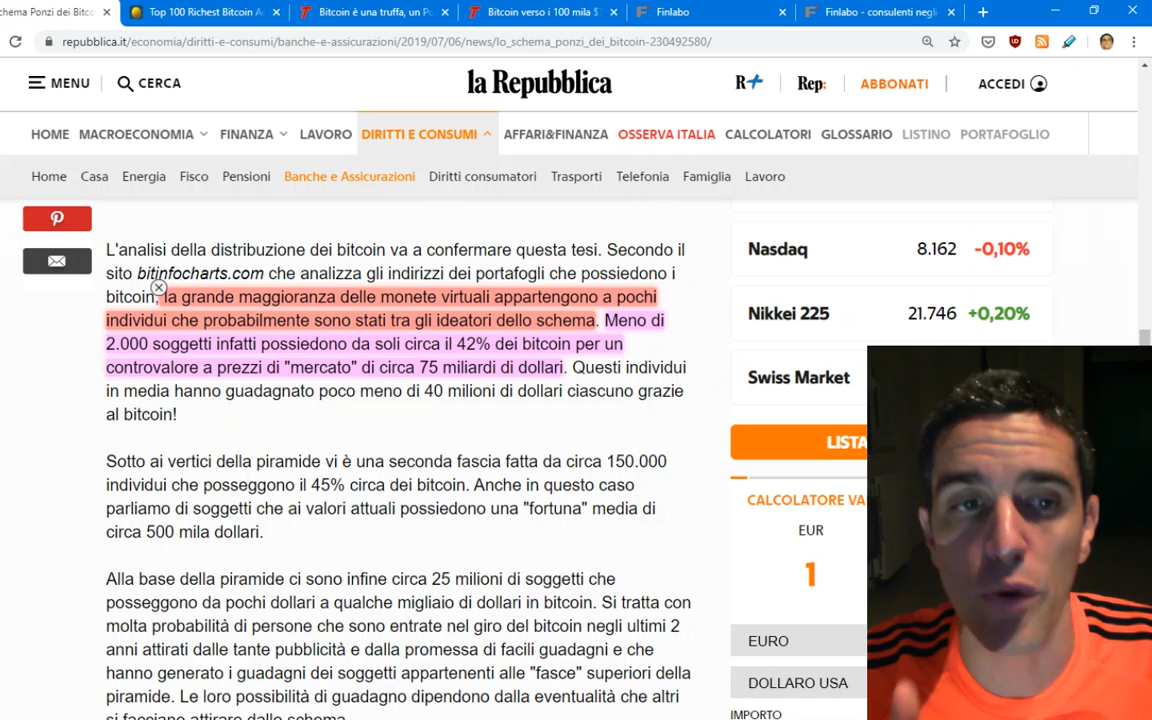 chema Ponzi dei Bitco
Top 100 Richest Bitcoin Ad
Bitcoin è una truffa, un Po
Bitcoin verso i 100 mila $
Finlabo
Finlabo - consulenti negli
repubblica.it/economia/diritti-e-consumi/banche-e-assicurazioni/2019/07/06/news/lo_schema_ponzi_dei_bitcoin-230492580/
MENU
CERCA
la Repubblica
R+
Rep:
ABBONATI
ACCEDI
HOME MACROECONOMIA FINANZA LAVORO DIRITTI E CONSUMI AFFARI&FINANZA OSSERVA ITALIA CALCOLATORI GLOSSARIO LISTINO PORTAFOGLIO
Home Casa Energia Fisco Pensioni Banche e Assicurazioni Diritti consumatori Trasporti Telefonia Famiglia Lavoro
L'analisi della distribuzione dei bitcoin va a confermare questa tesi. Secondo il
sito bitinfocharts.com che analizza gli indirizzi dei portafogli che possiedono i
bitcoin, la grande maggioranza delle monete virtuali appartengono a pochi
individui che probabilmente sono stati tra gli ideatori dello schema. Meno di
2.000 soggetti infatti possiedono da soli circa il 42% dei bitcoin per un
controvalore a prezzi di "mercato" di circa 75 miliardi di dollari. Questi individui
in media hanno guadagnato poco meno di 40 milioni di dollari ciascuno grazie
al bitcoin!
Sotto ai vertici della piramide vi è una seconda fascia fatta da circa 150.000
individui che posseggono il 45% circa dei bitcoin. Anche in questo caso
parliamo di soggetti che ai valori attuali possiedono una "fortuna" media di
circa 500 mila dollari.
Alla base della piramide ci sono infine circa 25 milioni di soggetti che
posseggono da pochi dollari a qualche migliaio di dollari in bitcoin. Si tratta con
molta probabilità di persone che sono entrate nel giro del bitcoin negli ultimi 2
anni attirati dalle tante pubblicità e dalla promessa di facili guadagni e che
hanno generato i guadagni dei soggetti appartenenti alle "fasce" superiori della
piramide. Le loro possibilità di guadagno dipendono dalla eventualità che altri
si facciano attirare dallo schema.
Nasdaq 8.162 -0,10%
Nikkei 225 21.746 +0,20%
Swiss Market
LISTA
CALCOLATORE VA
EUR
1
EURO
DOLLARO USA
IMPORTO